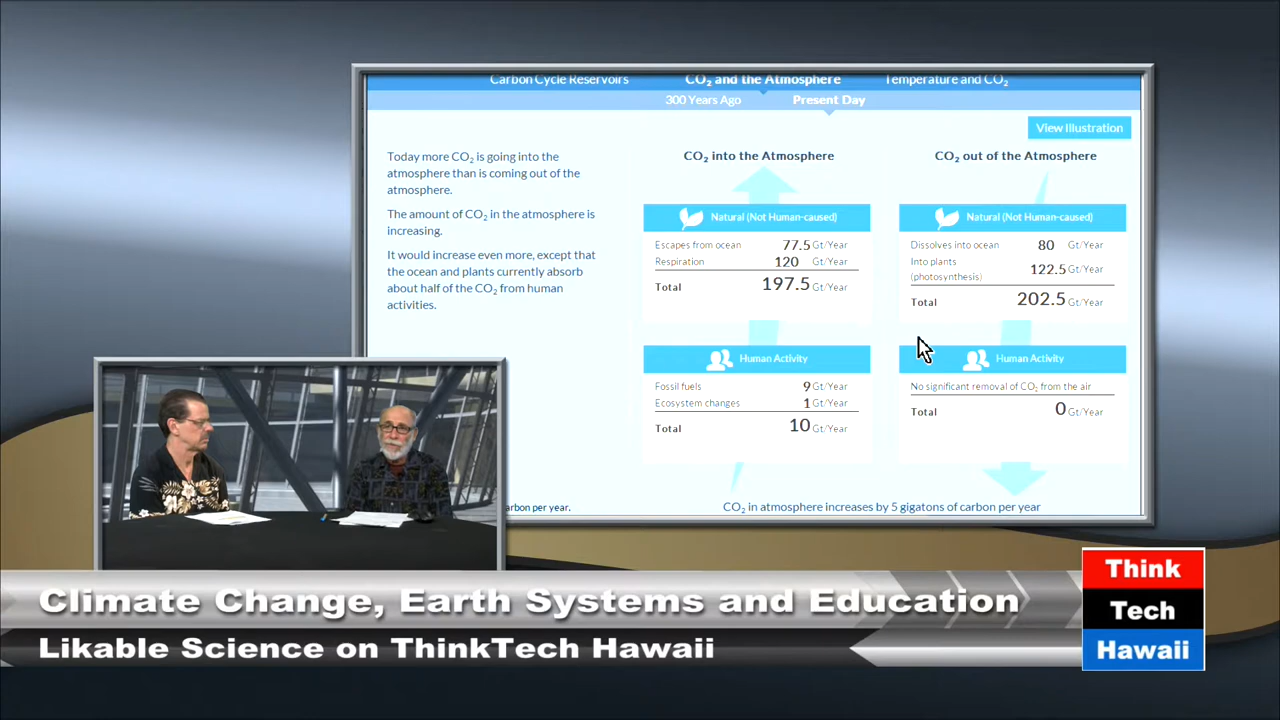 Carbon Cycle Reservoirs
CO₂ and the Atmosphere
Temperature and CO₂
300 Years Ago
Present Day
View Illustration
Today more CO₂ is going into the
atmosphere than is coming out of the
atmosphere.
The amount of CO₂ in the atmosphere is
increasing.
It would increase even more, except that
the ocean and plants currently absorb
about half of the CO₂ from human
activities.
CO₂ into the Atmosphere
Natural (Not Human-caused)
Escapes from ocean 77.5 Gt/Year
Respiration 120 Gt/Year
Total 197.5 Gt/Year
Human Activity
Fossil fuels 9 Gt/Year
Ecosystem changes 1 Gt/Year
Total 10 Gt/Year
CO₂ out of the Atmosphere
Natural (Not Human-caused)
Dissolves into ocean 80 Gt/Year
Into plants
(photosynthesis) 122.5 Gt/Year
Total 202.5 Gt/Year
Human Activity
No significant removal of CO₂ from the air
Total 0 Gt/Year
arbon per year.
CO₂ in atmosphere increases by 5 gigatons of carbon per year
Climate Change, Earth Systems and Education
Likable Science on ThinkTech Hawaii
Think
Tech
Hawaii